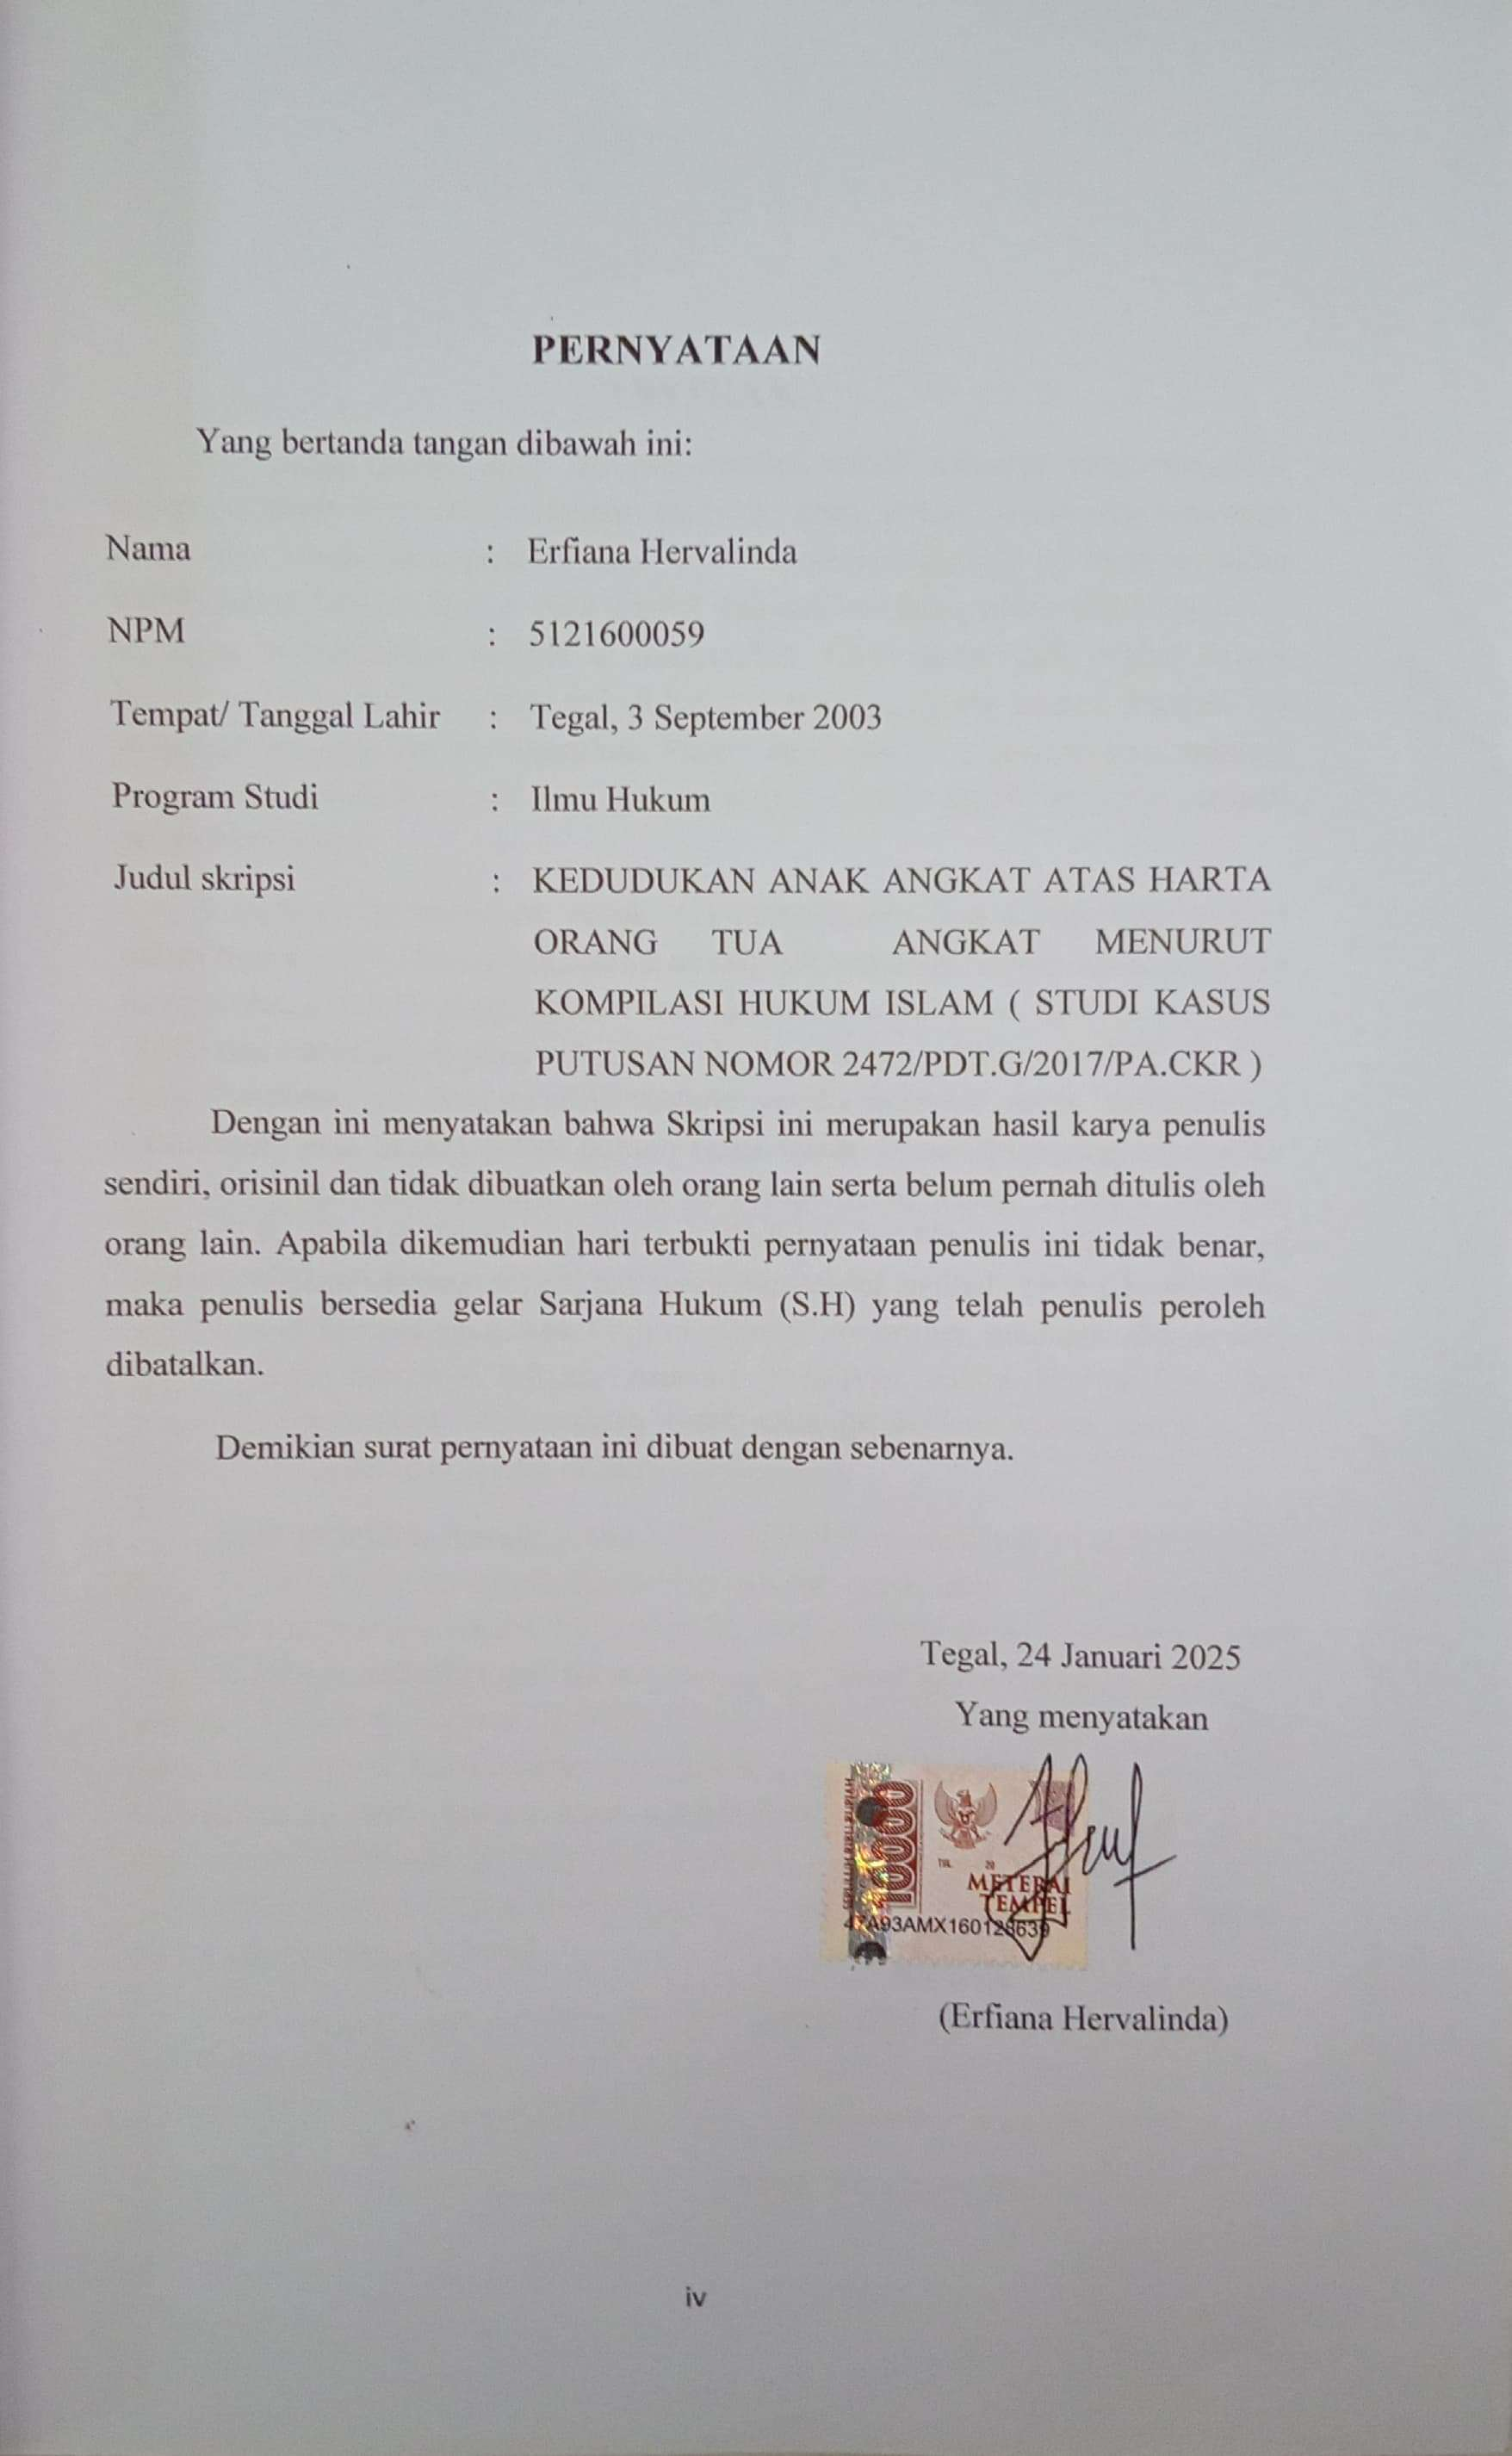 PERNYATAAN
Yang bertanda tangan dibawah ini:
Nama : Erfiana Hervalinda
NPM : 5121600059
Tempat/ Tanggal Lahir : Tegal, 3 September 2003
Program Studi : Ilmu Hukum
Judul skripsi : KEDUDUKAN ANAK ANGKAT ATAS HARTA
ORANG TUA ANGKAT MENURUT
KOMPILASI HUKUM ISLAM ( STUDI KASUS
PUTUSAN NOMOR 2472/PDT.G/2017/PA.CKR )
Dengan ini menyatakan bahwa Skripsi ini merupakan hasil karya penulis
sendiri, orisinil dan tidak dibuatkan oleh orang lain serta belum pernah ditulis oleh
orang lain. Apabila dikemudian hari terbukti pernyataan penulis ini tidak benar,
maka penulis bersedia gelar Sarjana Hukum (S.H) yang telah penulis peroleh
dibatalkan.
Demikian surat pernyataan ini dibuat dengan sebenarnya.
Tegal, 24 Januari 2025
Yang menyatakan
10000
TGL. 20
METERAI
TEMPEL
(Erfiana Hervalinda)
iv